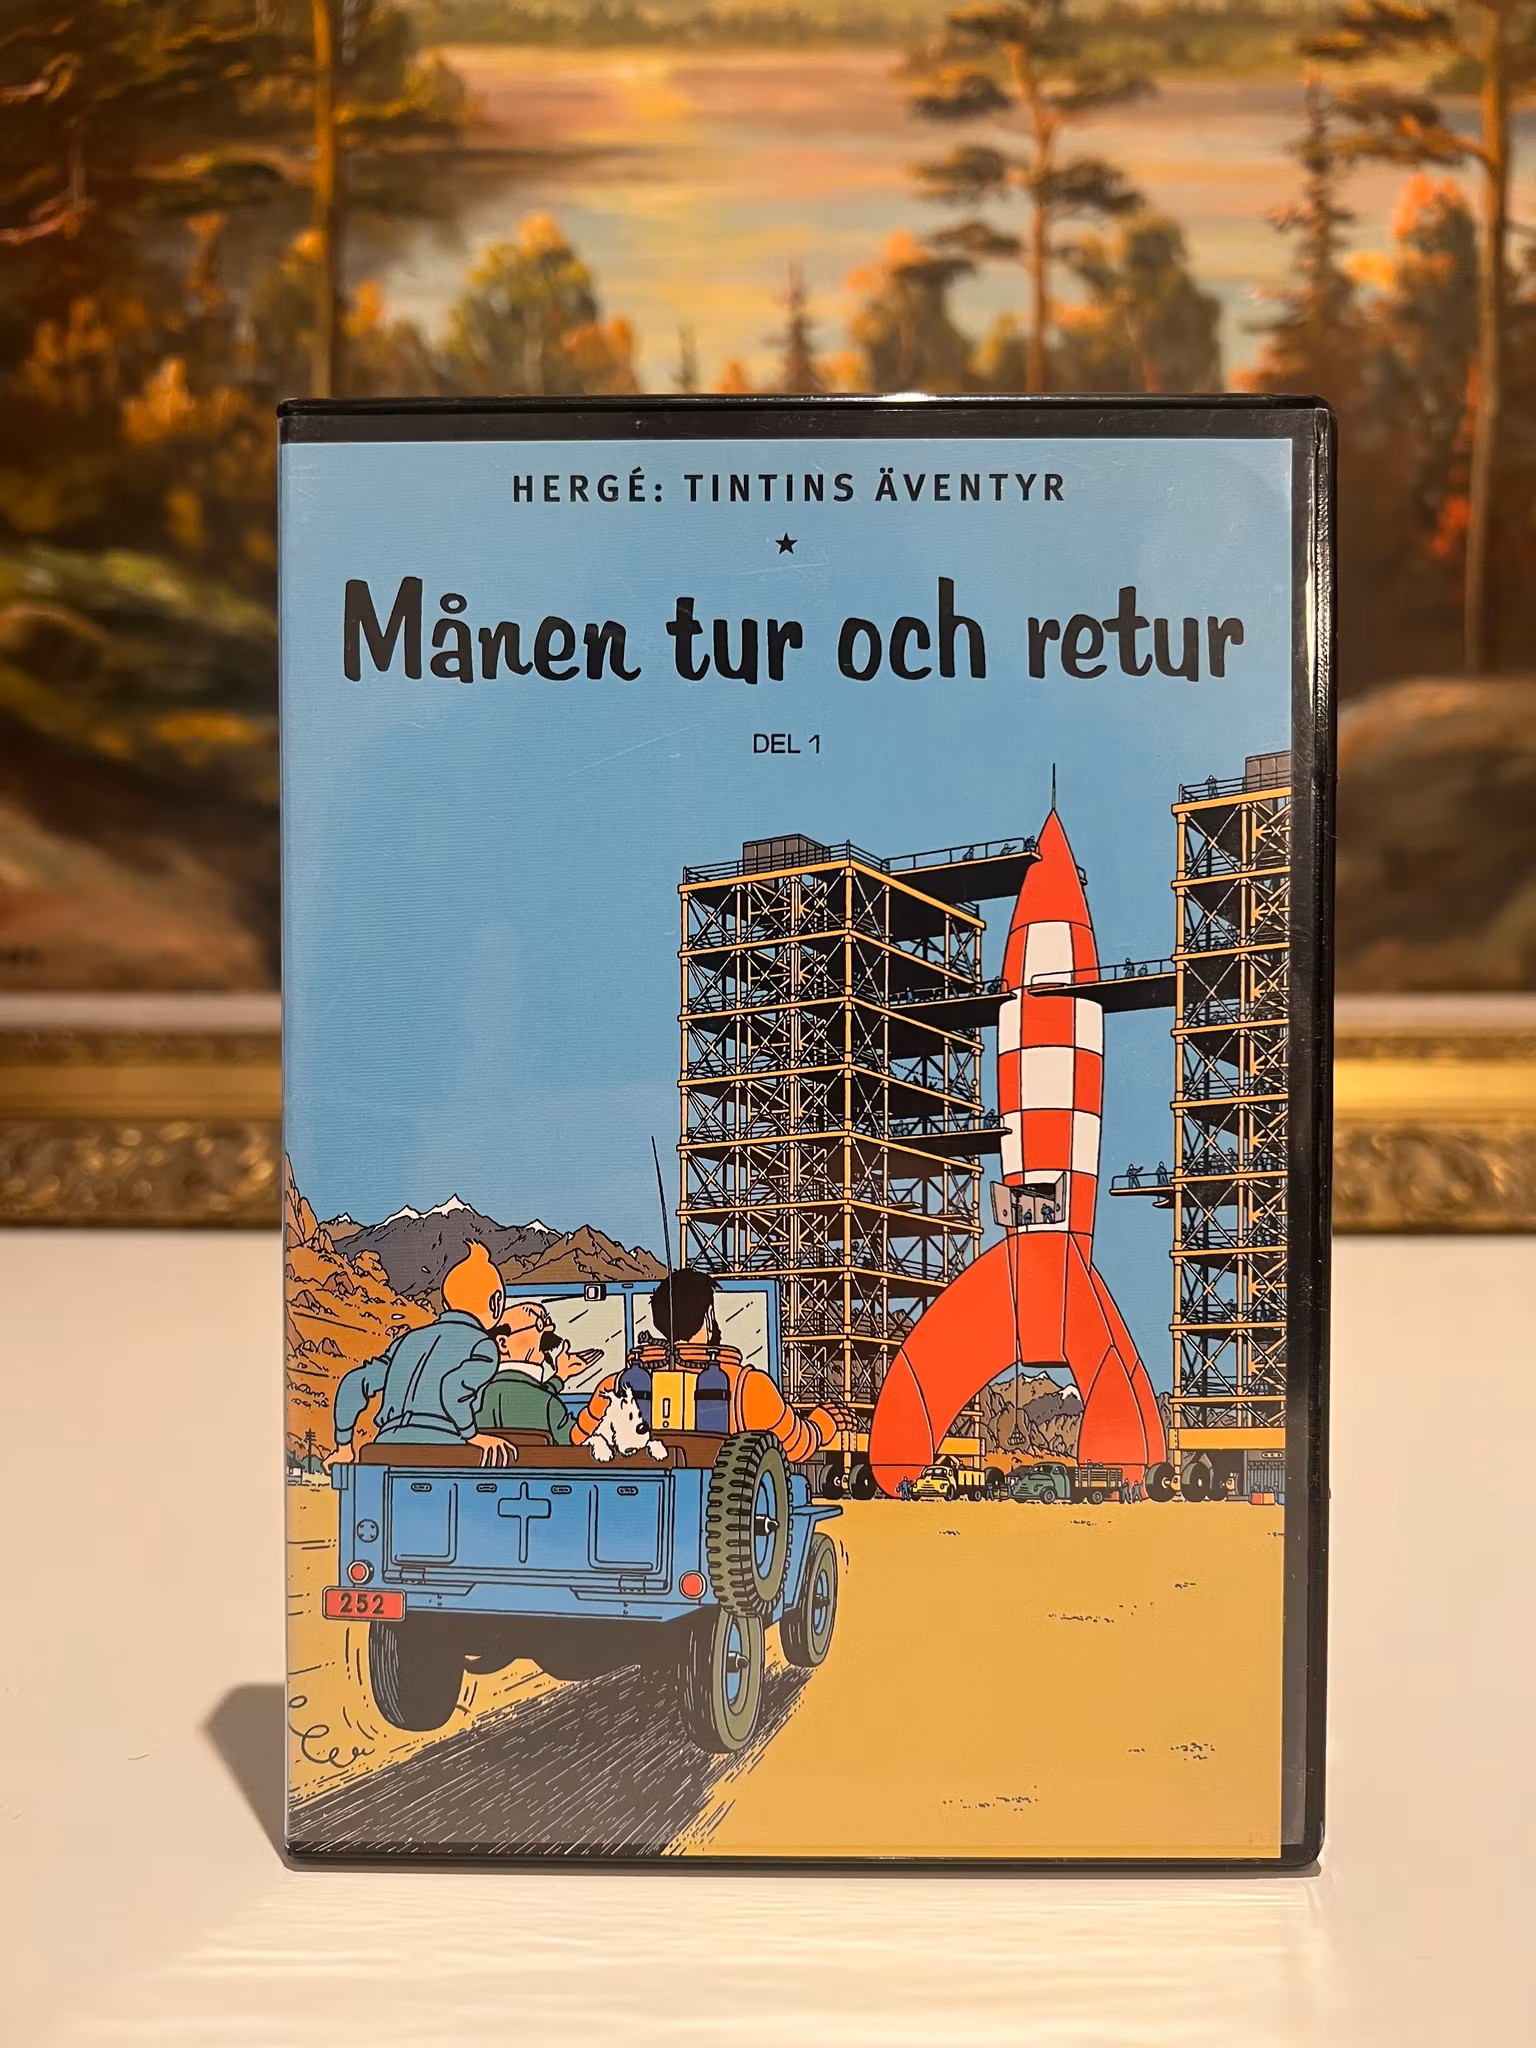 HERGÉ: TINTINS ÄVENTYR
Månen tur och retur
DEL 1
252